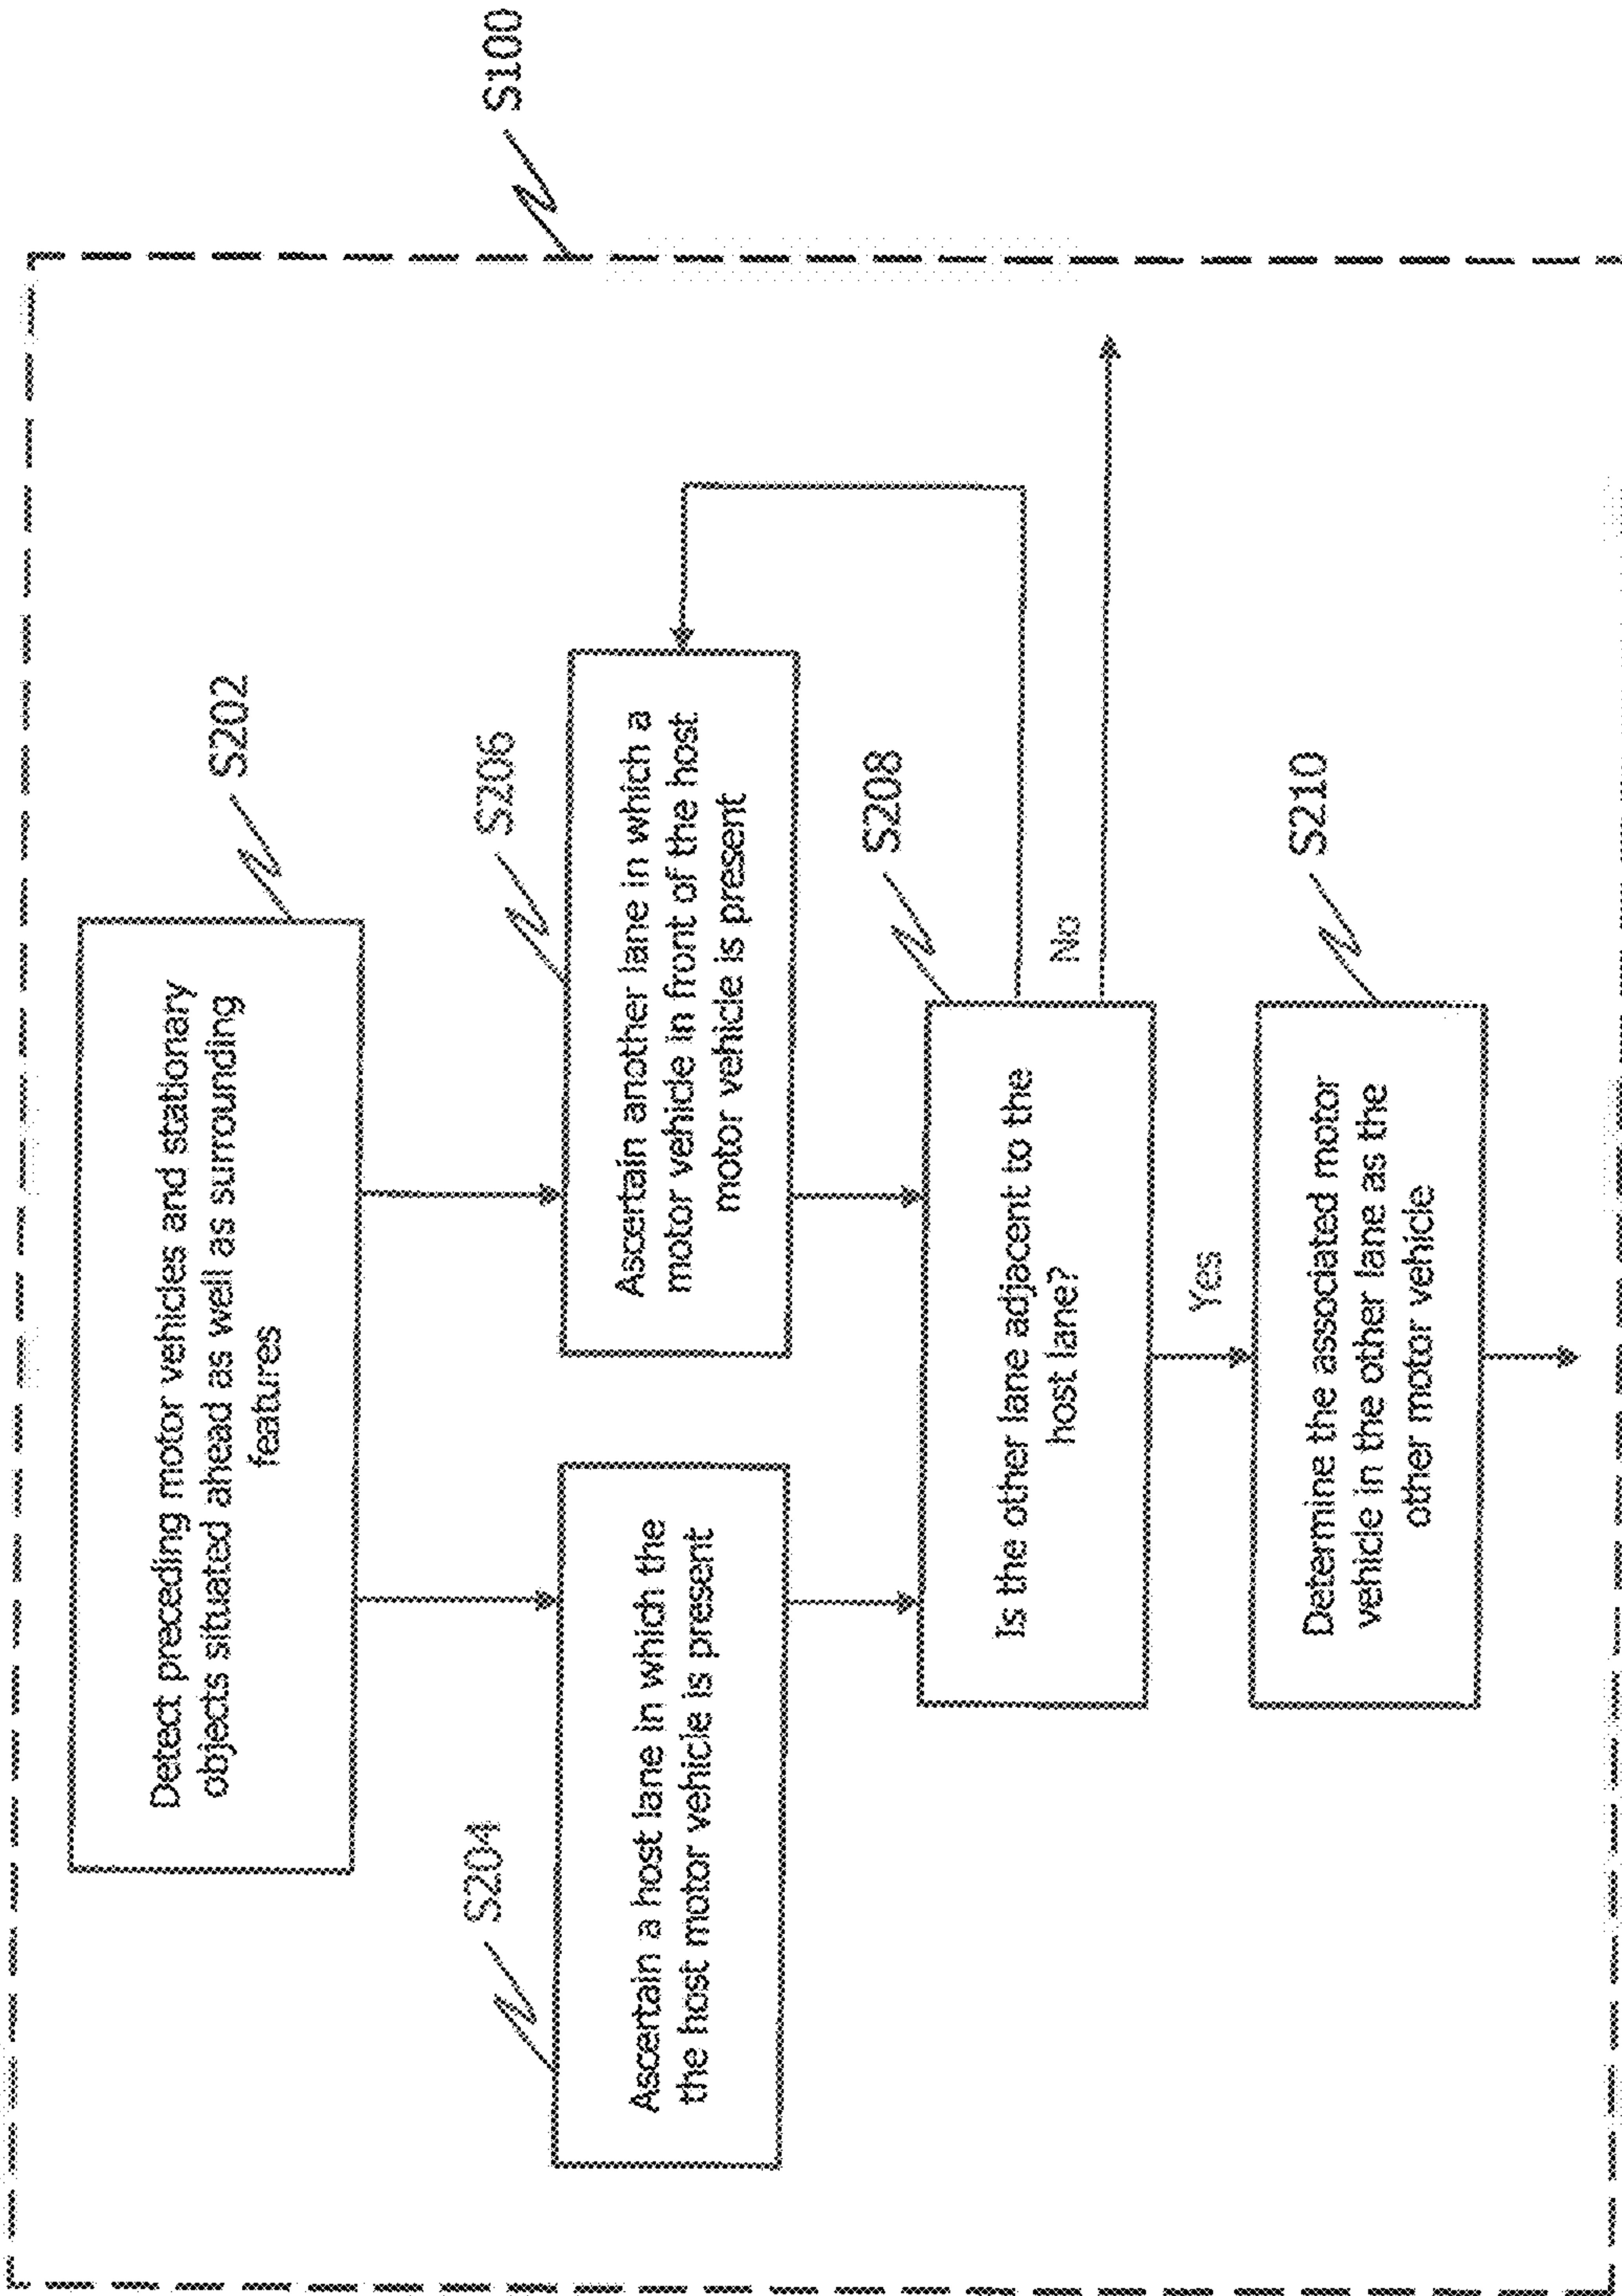 S100
Detect preceding motor vehicles and stationary
objects situated ahead as well as surrounding
features
S202
S204
Ascertain a host lane in which the
the host motor vehicle is present
S206
Ascertain another lane in which a
motor vehicle in front of the host
motor vehicle is present
S208
Is the other lane adjacent to the
host lane?
No
Yes
S210
Determine the associated motor
vehicle in the other lane as the
other motor vehicle